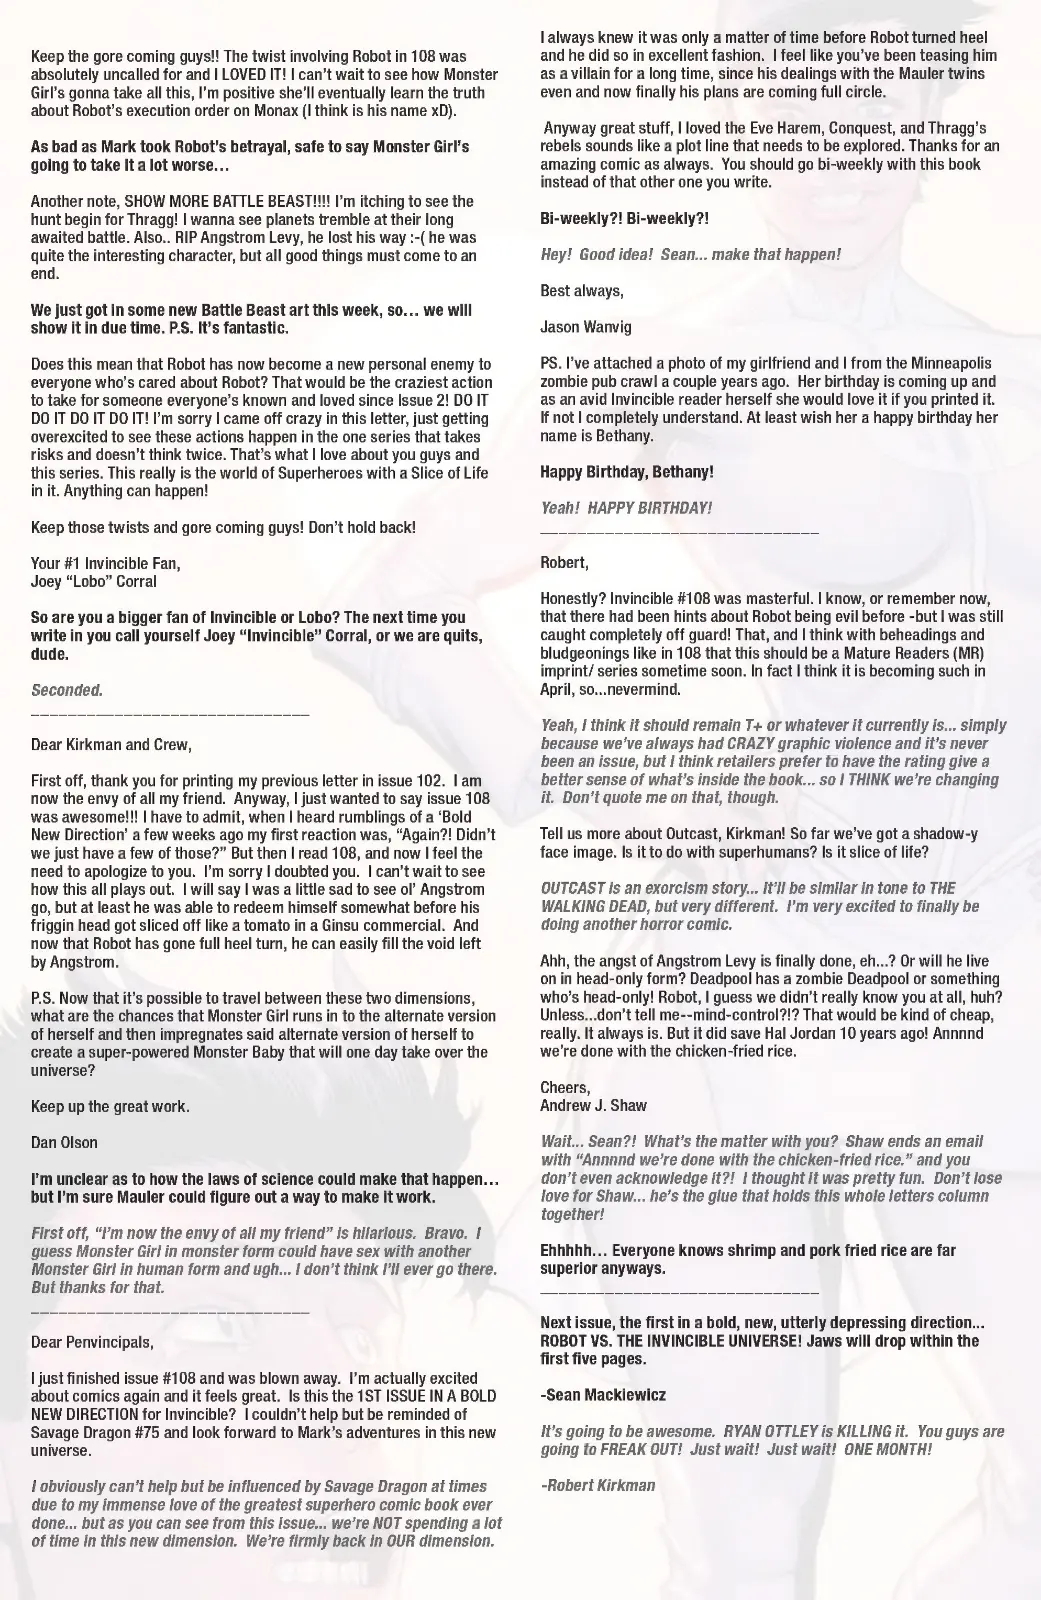 Keep the gore coming guys!! The twist involving Robot in 108 was
absolutely uncalled for and I LOVED IT! I can't wait to see how Monster
Girl's gonna take all this, I'm positive she'll eventually learn the truth
about Robot's execution order on Monax (I think is his name xD).
As bad as Mark took Robot's betrayal, safe to say Monster Girl's
going to take it a lot worse...
Another note, SHOW MORE BATTLE BEAST!!!! I'm itching to see the
hunt begin for Thragg! I wanna see planets tremble at their long
awaited battle. Also.. RIP Angstrom Levy, he lost his way :-( he was
quite the interesting character, but all good things must come to an
end.
We just got in some new Battle Beast art this week, so... we will
show it in due time. P.S. It's fantastic.
Does this mean that Robot has now become a new personal enemy to
everyone who's cared about Robot? That would be the craziest action
to take for someone everyone's known and loved since Issue 2! DO IT
DO IT DO IT DO IT! I'm sorry I came off crazy in this letter, just getting
overexcited to see these actions happen in the one series that takes
risks and doesn't think twice. That's what I love about you guys and
this series. This really is the world of Superheroes with a Slice of Life
in it. Anything can happen!
Keep those twists and gore coming guys! Don't hold back!
Your #1 Invincible Fan,
Joey "Lobo" Corral
So are you a bigger fan of Invincible or Lobo? The next time you
write in you call yourself Joey "Invincible" Corral, or we are quits,
dude.
Seconded.
______________________________
Dear Kirkman and Crew,
First off, thank you for printing my previous letter in issue 102. I am
now the envy of all my friend. Anyway, I just wanted to say issue 108
was awesome!!! I have to admit, when I heard rumblings of a 'Bold
New Direction' a few weeks ago my first reaction was, "Again?! Didn't
we just have a few of those?" But then I read 108, and now I feel the
need to apologize to you. I'm sorry I doubted you. I can't wait to see
how this all plays out. I will say I was a little sad to see ol' Angstrom
go, but at least he was able to redeem himself somewhat before his
friggin head got sliced off like a tomato in a Ginsu commercial. And
now that Robot has gone full heel turn, he can easily fill the void left
by Angstrom.
P.S. Now that it's possible to travel between these two dimensions,
what are the chances that Monster Girl runs in to the alternate version
of herself and then impregnates said alternate version of herself to
create a super-powered Monster Baby that will one day take over the
universe?
Keep up the great work.
Dan Olson
I'm unclear as to how the laws of science could make that happen...
but I'm sure Mauler could figure out a way to make it work.
First off, "I'm now the envy of all my friend" is hilarious. Bravo. I
guess Monster Girl in monster form could have sex with another
Monster Girl in human form and ugh... I don't think I'll ever go there.
But thanks for that.
______________________________
Dear Penvincipals,
I just finished issue #108 and was blown away. I'm actually excited
about comics again and it feels great. Is this the 1ST ISSUE IN A BOLD
NEW DIRECTION for Invincible? I couldn't help but be reminded of
Savage Dragon #75 and look forward to Mark's adventures in this new
universe.
I obviously can't help but be influenced by Savage Dragon at times
due to my immense love of the greatest superhero comic book ever
done... but as you can see from this issue... we're NOT spending a lot
of time in this new dimension. We're firmly back in OUR dimension.
I always knew it was only a matter of time before Robot turned heel
and he did so in excellent fashion. I feel like you've been teasing him
as a villain for a long time, since his dealings with the Mauler twins
even and now finally his plans are coming full circle.
Anyway great stuff, I loved the Eve Harem, Conquest, and Thragg's
rebels sounds like a plot line that needs to be explored. Thanks for an
amazing comic as always. You should go bi-weekly with this book
instead of that other one you write.
Bi-weekly?! Bi-weekly?!
Hey! Good idea! Sean... make that happen!
Best always,
Jason Wanvig
PS. I've attached a photo of my girlfriend and I from the Minneapolis
zombie pub crawl a couple years ago. Her birthday is coming up and
as an avid Invincible reader herself she would love it if you printed it.
If not I completely understand. At least wish her a happy birthday her
name is Bethany.
Happy Birthday, Bethany!
Yeah! HAPPY BIRTHDAY!
______________________________
Robert,
Honestly? Invincible #108 was masterful. I know, or remember now,
that there had been hints about Robot being evil before -but I was still
caught completely off guard! That, and I think with beheadings and
bludgeonings like in 108 that this should be a Mature Readers (MR)
imprint/ series sometime soon. In fact I think it is becoming such in
April, so...nevermind.
Yeah, I think it should remain T+ or whatever it currently is... simply
because we've always had CRAZY graphic violence and it's never
been an issue, but I think retailers prefer to have the rating give a
better sense of what's inside the book... so I THINK we're changing
it. Don't quote me on that, though.
Tell us more about Outcast, Kirkman! So far we've got a shadow-y
face image. Is it to do with superhumans? Is it slice of life?
OUTCAST is an exorcism story... It'll be similar in tone to THE
WALKING DEAD, but very different. I'm very excited to finally be
doing another horror comic.
Ahh, the angst of Angstrom Levy is finally done, eh...? Or will he live
on in head-only form? Deadpool has a zombie Deadpool or something
who's head-only! Robot, I guess we didn't really know you at all, huh?
Unless...don't tell me--mind-control?!? That would be kind of cheap,
really. It always is. But it did save Hal Jordan 10 years ago! Annnnd
we're done with the chicken-fried rice.
Cheers,
Andrew J. Shaw
Wait... Sean?! What's the matter with you? Shaw ends an email
with "Annnnd we're done with the chicken-fried rice." and you
don't even acknowledge it?! I thought it was pretty fun. Don't lose
love for Shaw... he's the glue that holds this whole letters column
together!
Ehhhhh... Everyone knows shrimp and pork fried rice are far
superior anyways.
______________________________
Next issue, the first in a bold, new, utterly depressing direction...
ROBOT VS. THE INVINCIBLE UNIVERSE! Jaws will drop within the
first five pages.
-Sean Mackiewicz
It's going to be awesome. RYAN OTTLEY is KILLING it. You guys are
going to FREAK OUT! Just wait! Just wait! ONE MONTH!
-Robert Kirkman